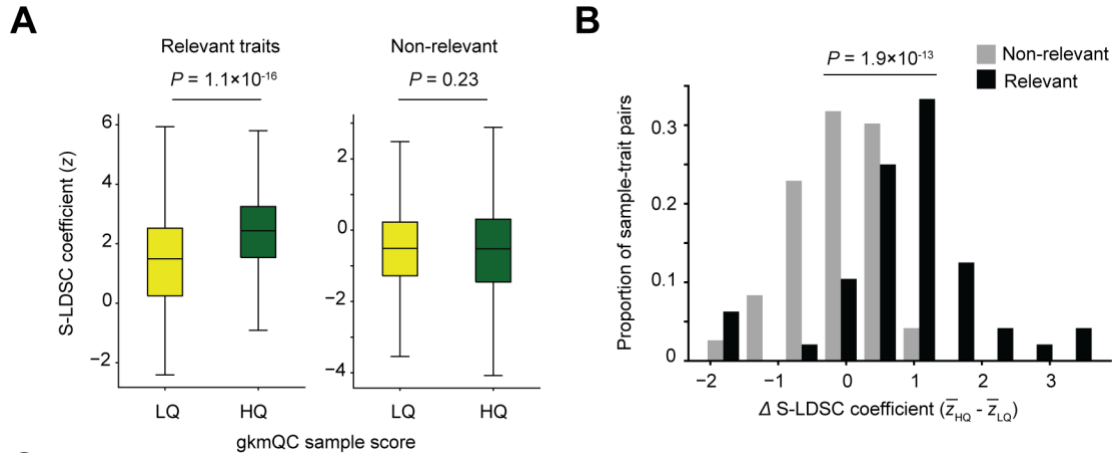 A
Relevant traits
Non-relevant
P = 1.1×10⁻¹⁶
P = 0.23
S-LDSC coefficient (z)
6
4
2
0
−2
2
0
−2
−4
LQ
HQ
LQ
HQ
gkmQC sample score
B
P = 1.9×10⁻¹³
Non-relevant
Relevant
Proportion of sample-trait pairs
0.3
0.2
0.1
0
−2
−1
0
1
2
3
Δ S-LDSC coefficient (z̅HQ - z̅LQ)